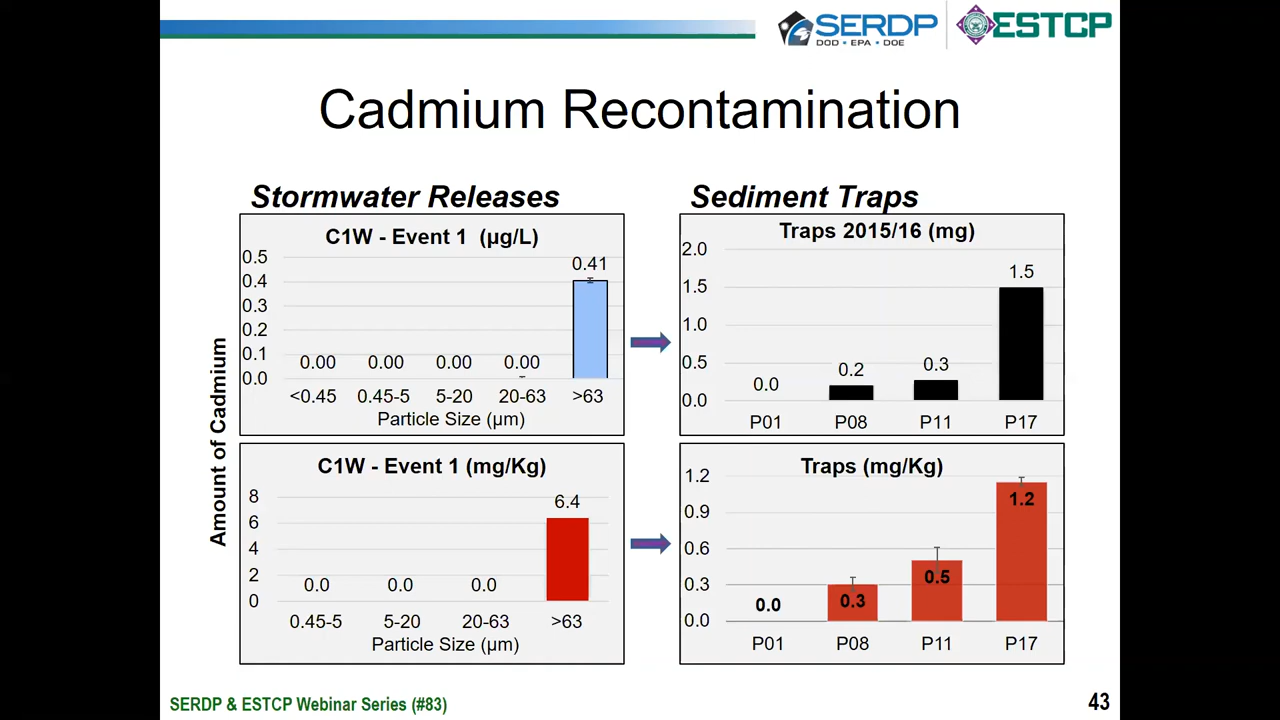 SERDP
DOD • EPA • DOE
ESTCP
Cadmium Recontamination
Stormwater Releases
Sediment Traps
Amount of Cadmium
C1W - Event 1 (µg/L)
0.5
0.4
0.3
0.2
0.1
0.0
0.00 0.00 0.00 0.00 0.41
<0.45 0.45-5 5-20 20-63 >63
Particle Size (µm)
Traps 2015/16 (mg)
2.0
1.5
1.0
0.5
0.0
0.0 0.2 0.3 1.5
P01 P08 P11 P17
C1W - Event 1 (mg/Kg)
8
6
4
2
0
0.0 0.0 0.0 6.4
0.45-5 5-20 20-63 >63
Particle Size (µm)
Traps (mg/Kg)
1.2
0.9
0.6
0.3
0.0
0.0 0.3 0.5 1.2
P01 P08 P11 P17
SERDP & ESTCP Webinar Series (#83)
43